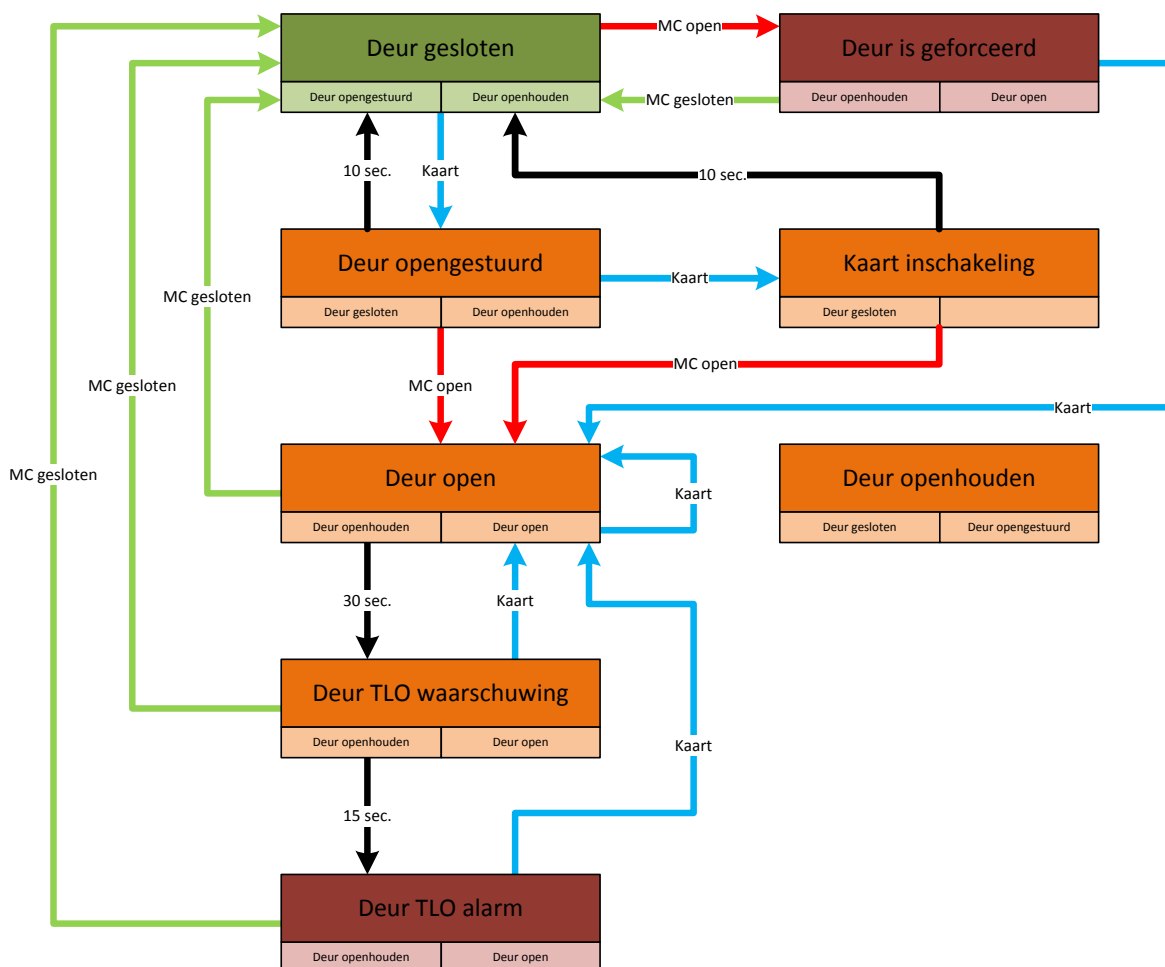 Deur gesloten
MC open
Deur is geforceerd
Deur opengestuurd
Deur openhouden
MC gesloten
Deur openhouden
Deur open
10 sec.
Kaart
10 sec.
Deur opengestuurd
Kaart
Kaart inschakeling
Deur gesloten
Deur openhouden
Deur gesloten
MC gesloten
MC open
MC open
MC gesloten
Kaart
MC gesloten
Deur open
Kaart
Deur openhouden
Deur openhouden
Deur open
Deur gesloten
Deur opengestuurd
30 sec.
Kaart
Deur TLO waarschuwing
Deur openhouden
Deur open
Kaart
15 sec.
Deur TLO alarm
Deur openhouden
Deur open